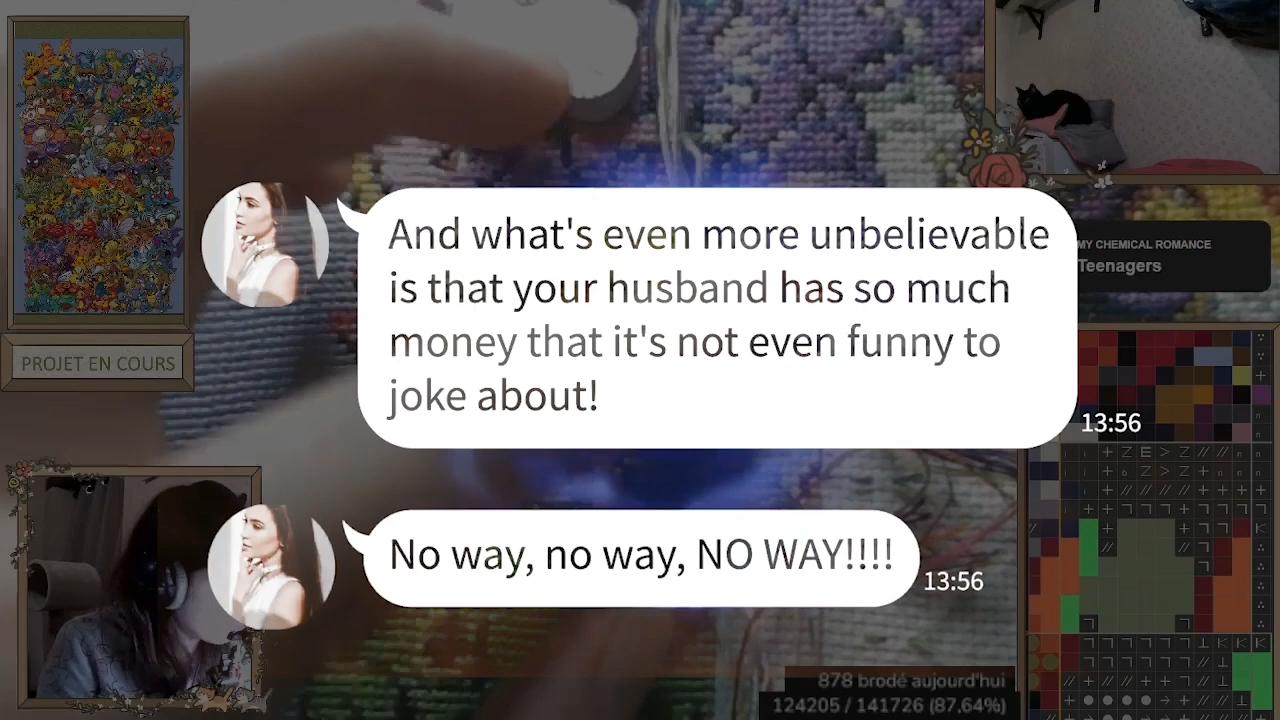 MY CHEMICAL ROMANCE
Teenagers
PROJET EN COURS
And what's even more unbelievable
is that your husband has so much
money that it's not even funny to
joke about!
13:56
No way, no way, NO WAY!!!!
13:56
878 brodé aujourd'hui
124205 / 141726 (87,64%)